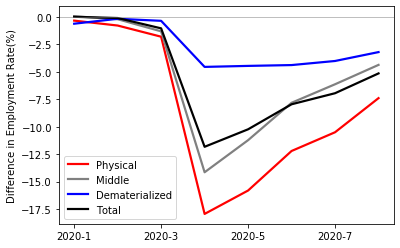 Difference in Employment Rate(%)
0.0
−2.5
−5.0
−7.5
−10.0
−12.5
−15.0
−17.5
Physical
Middle
Dematerialized
Total
2020-1
2020-3
2020-5
2020-7